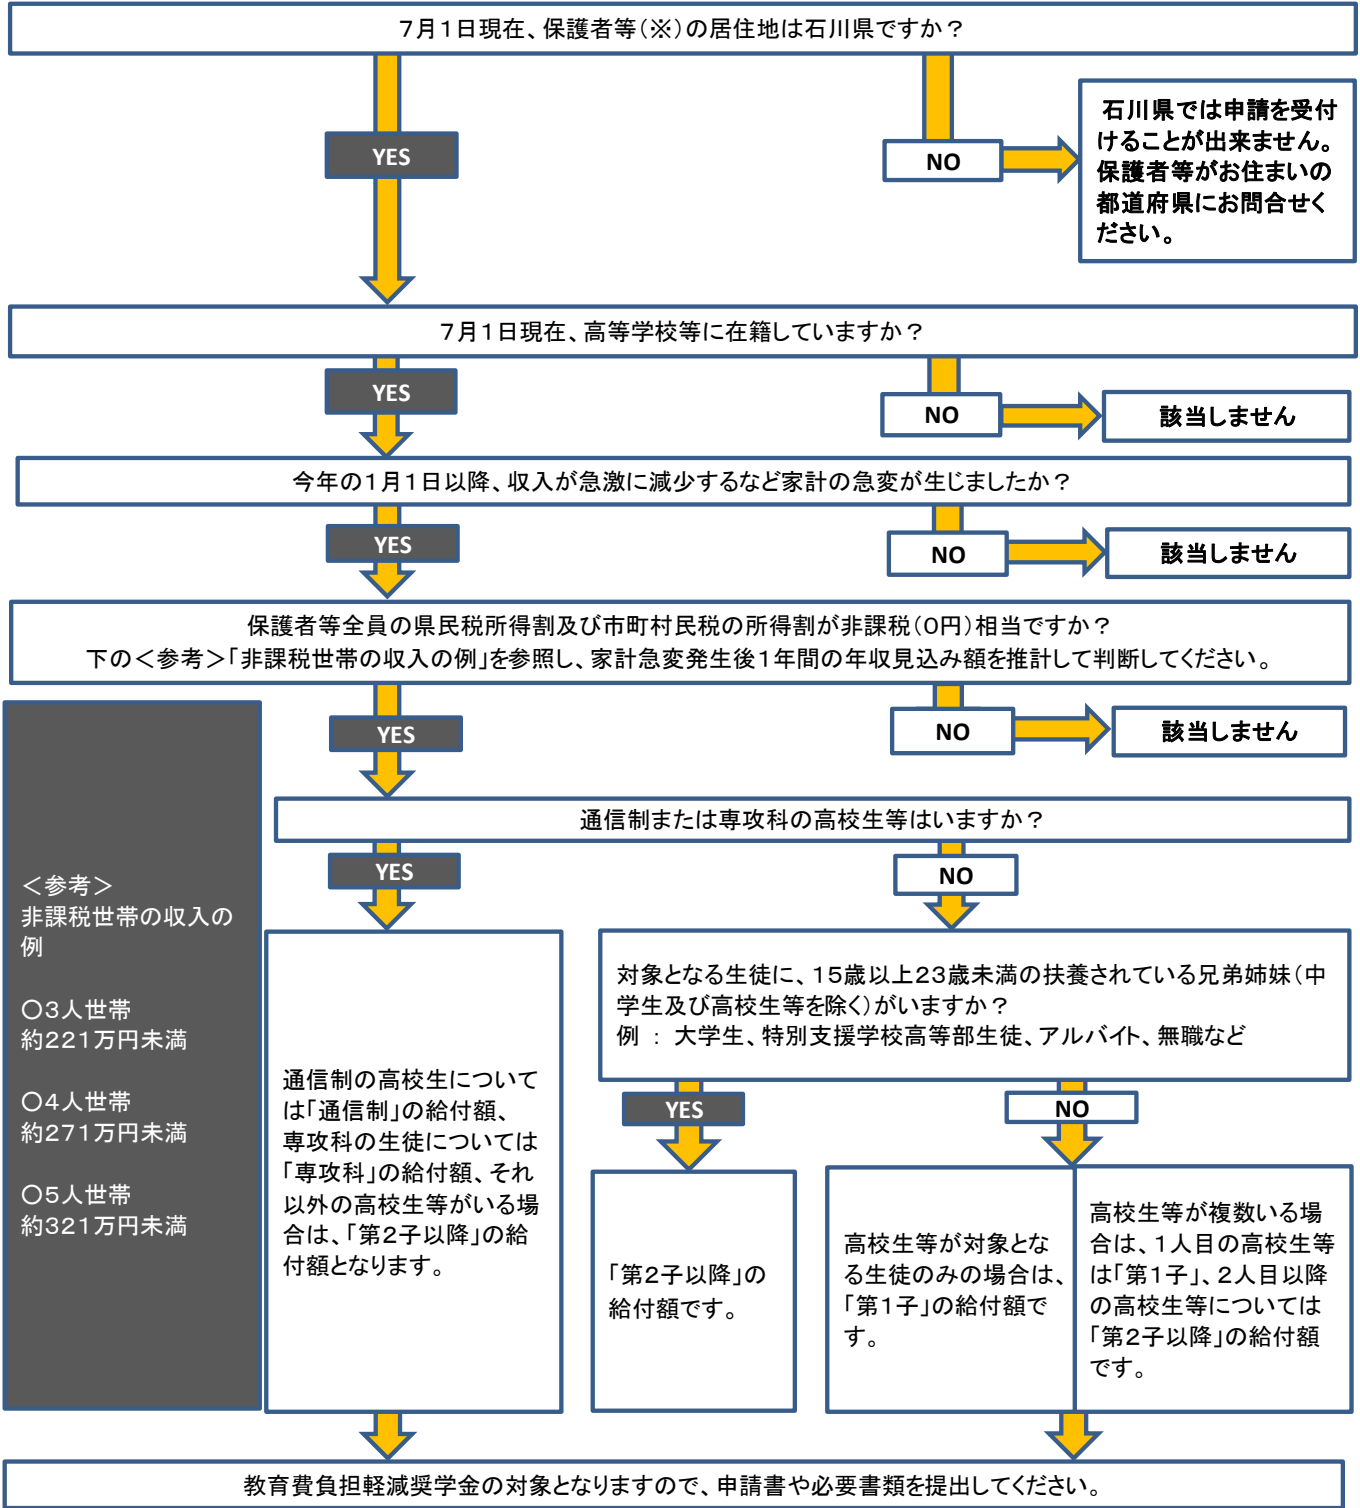 7月1日現在、保護者等(※)の居住地は石川県ですか？
YES
NO
石川県では申請を受付
けることが出来ません。
保護者等がお住まいの
都道府県にお問合せく
ださい。
7月1日現在、高等学校等に在籍していますか？
YES
NO
該当しません
今年の1月1日以降、収入が急激に減少するなど家計の急変が生じましたか？
YES
NO
該当しません
保護者等全員の県民税所得割及び市町村民税の所得割が非課税(0円)相当ですか？
下の＜参考＞「非課税世帯の収入の例」を参照し、家計急変発生後1年間の年収見込み額を推計して判断してください。
YES
NO
該当しません
＜参考＞
非課税世帯の収入の
例
○3人世帯
約221万円未満
○4人世帯
約271万円未満
○5人世帯
約321万円未満
通信制または専攻科の高校生等はいますか？
YES
NO
通信制の高校生について
は「通信制」の給付額、
専攻科の生徒については
「専攻科」の給付額、それ
以外の高校生等がいる場
合は、「第2子以降」の給
付額となります。
対象となる生徒に、15歳以上23歳未満の扶養されている兄弟姉妹(中
学生及び高校生等を除く)がいますか？
例 ： 大学生、特別支援学校高等部生徒、アルバイト、無職など
YES
NO
「第2子以降」の
給付額です。
高校生等が対象とな
る生徒のみの場合は、
「第1子」の給付額で
す。
高校生等が複数いる場
合は、1人目の高校生等
は「第1子」、2人目以降
の高校生等については
「第2子以降」の給付額
です。
教育費負担軽減奨学金の対象となりますので、申請書や必要書類を提出してください。